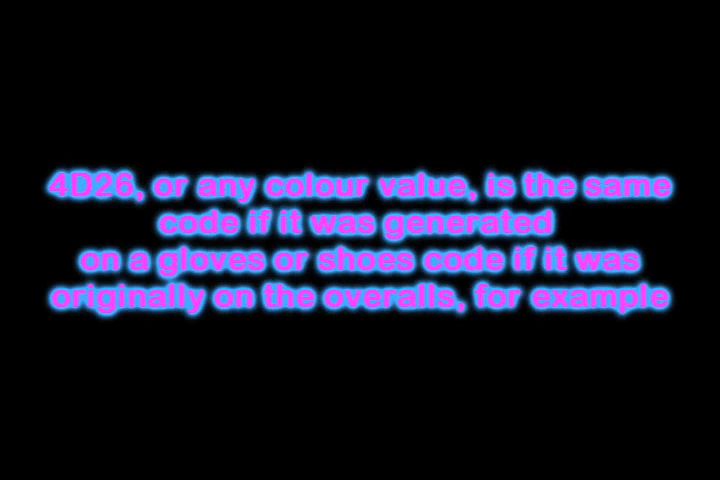 4D26, or any colour value, is the same
code if it was generated
on a gloves or shoes code if it was
originally on the overalls, for example